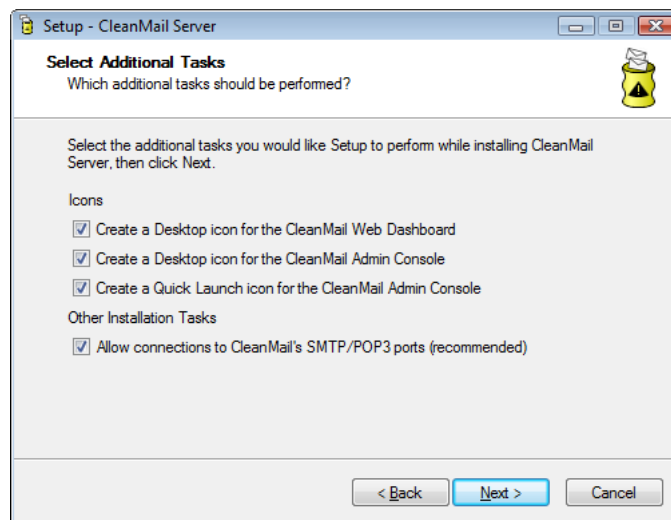 Setup - CleanMail Server
Select Additional Tasks
Which additional tasks should be performed?
Select the additional tasks you would like Setup to perform while installing CleanMail
Server, then click Next.
Icons
Create a Desktop icon for the CleanMail Web Dashboard
Create a Desktop icon for the CleanMail Admin Console
Create a Quick Launch icon for the CleanMail Admin Console
Other Installation Tasks
Allow connections to CleanMail's SMTP/POP3 ports (recommended)
< Back
Next >
Cancel